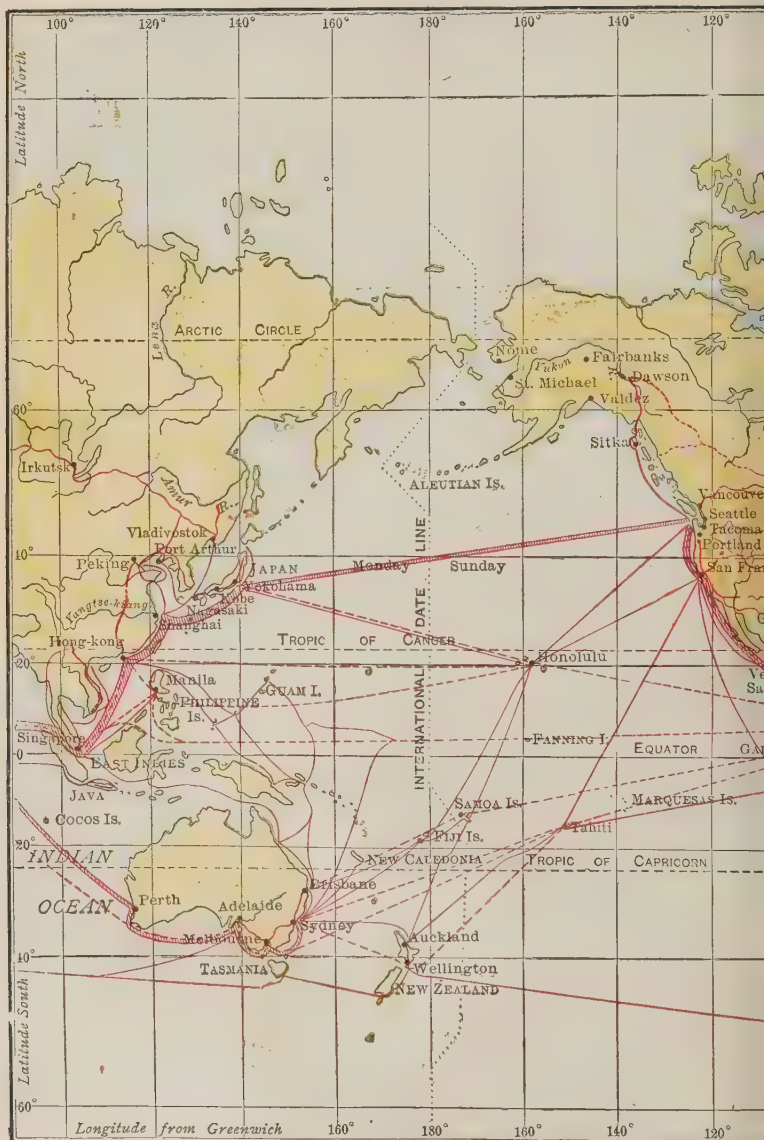 100° 120° 140° 160° 180° 160° 140° 120°
Latitude North
Lena R.
ARCTIC CIRCLE
Nome
Yukon
Fairbanks
St. Michael
Dawson
Valdez
60°
Sitka
Irkutsk
ALEUTIAN IS.
Amur R.
Vancouve
Seattle
Tacoma
Vladivostok
Port Arthur
Portland
10°
Peking
JAPAN
Monday Sunday
San Fran
Yokohama
Kobe
Nagasaki
Yangtse-kiang
Shanghai
INTERNATIONAL DATE LINE
Hong-kong
TROPIC OF CANCER
20°
Honolulu
Ve
Sa
Manila
GUAM I.
PHILIPPINE
IS.
FANNING I.
Singapore
0°
EQUATOR
GA
EAST INDIES
JAVA
SAMOA IS.
MARQUESAS IS.
COCOS IS.
Tahiti
FIJI IS.
20°
INDIAN
NEW CALEDONIA
TROPIC OF CAPRICORN
Brisbane
OCEAN
Perth
Adelaide
Sydney
Melbourne
Auckland
40°
TASMANIA
Wellington
NEW ZEALAND
Latitude South
60°
Longitude from Greenwich
160° 180° 160° 140° 120°